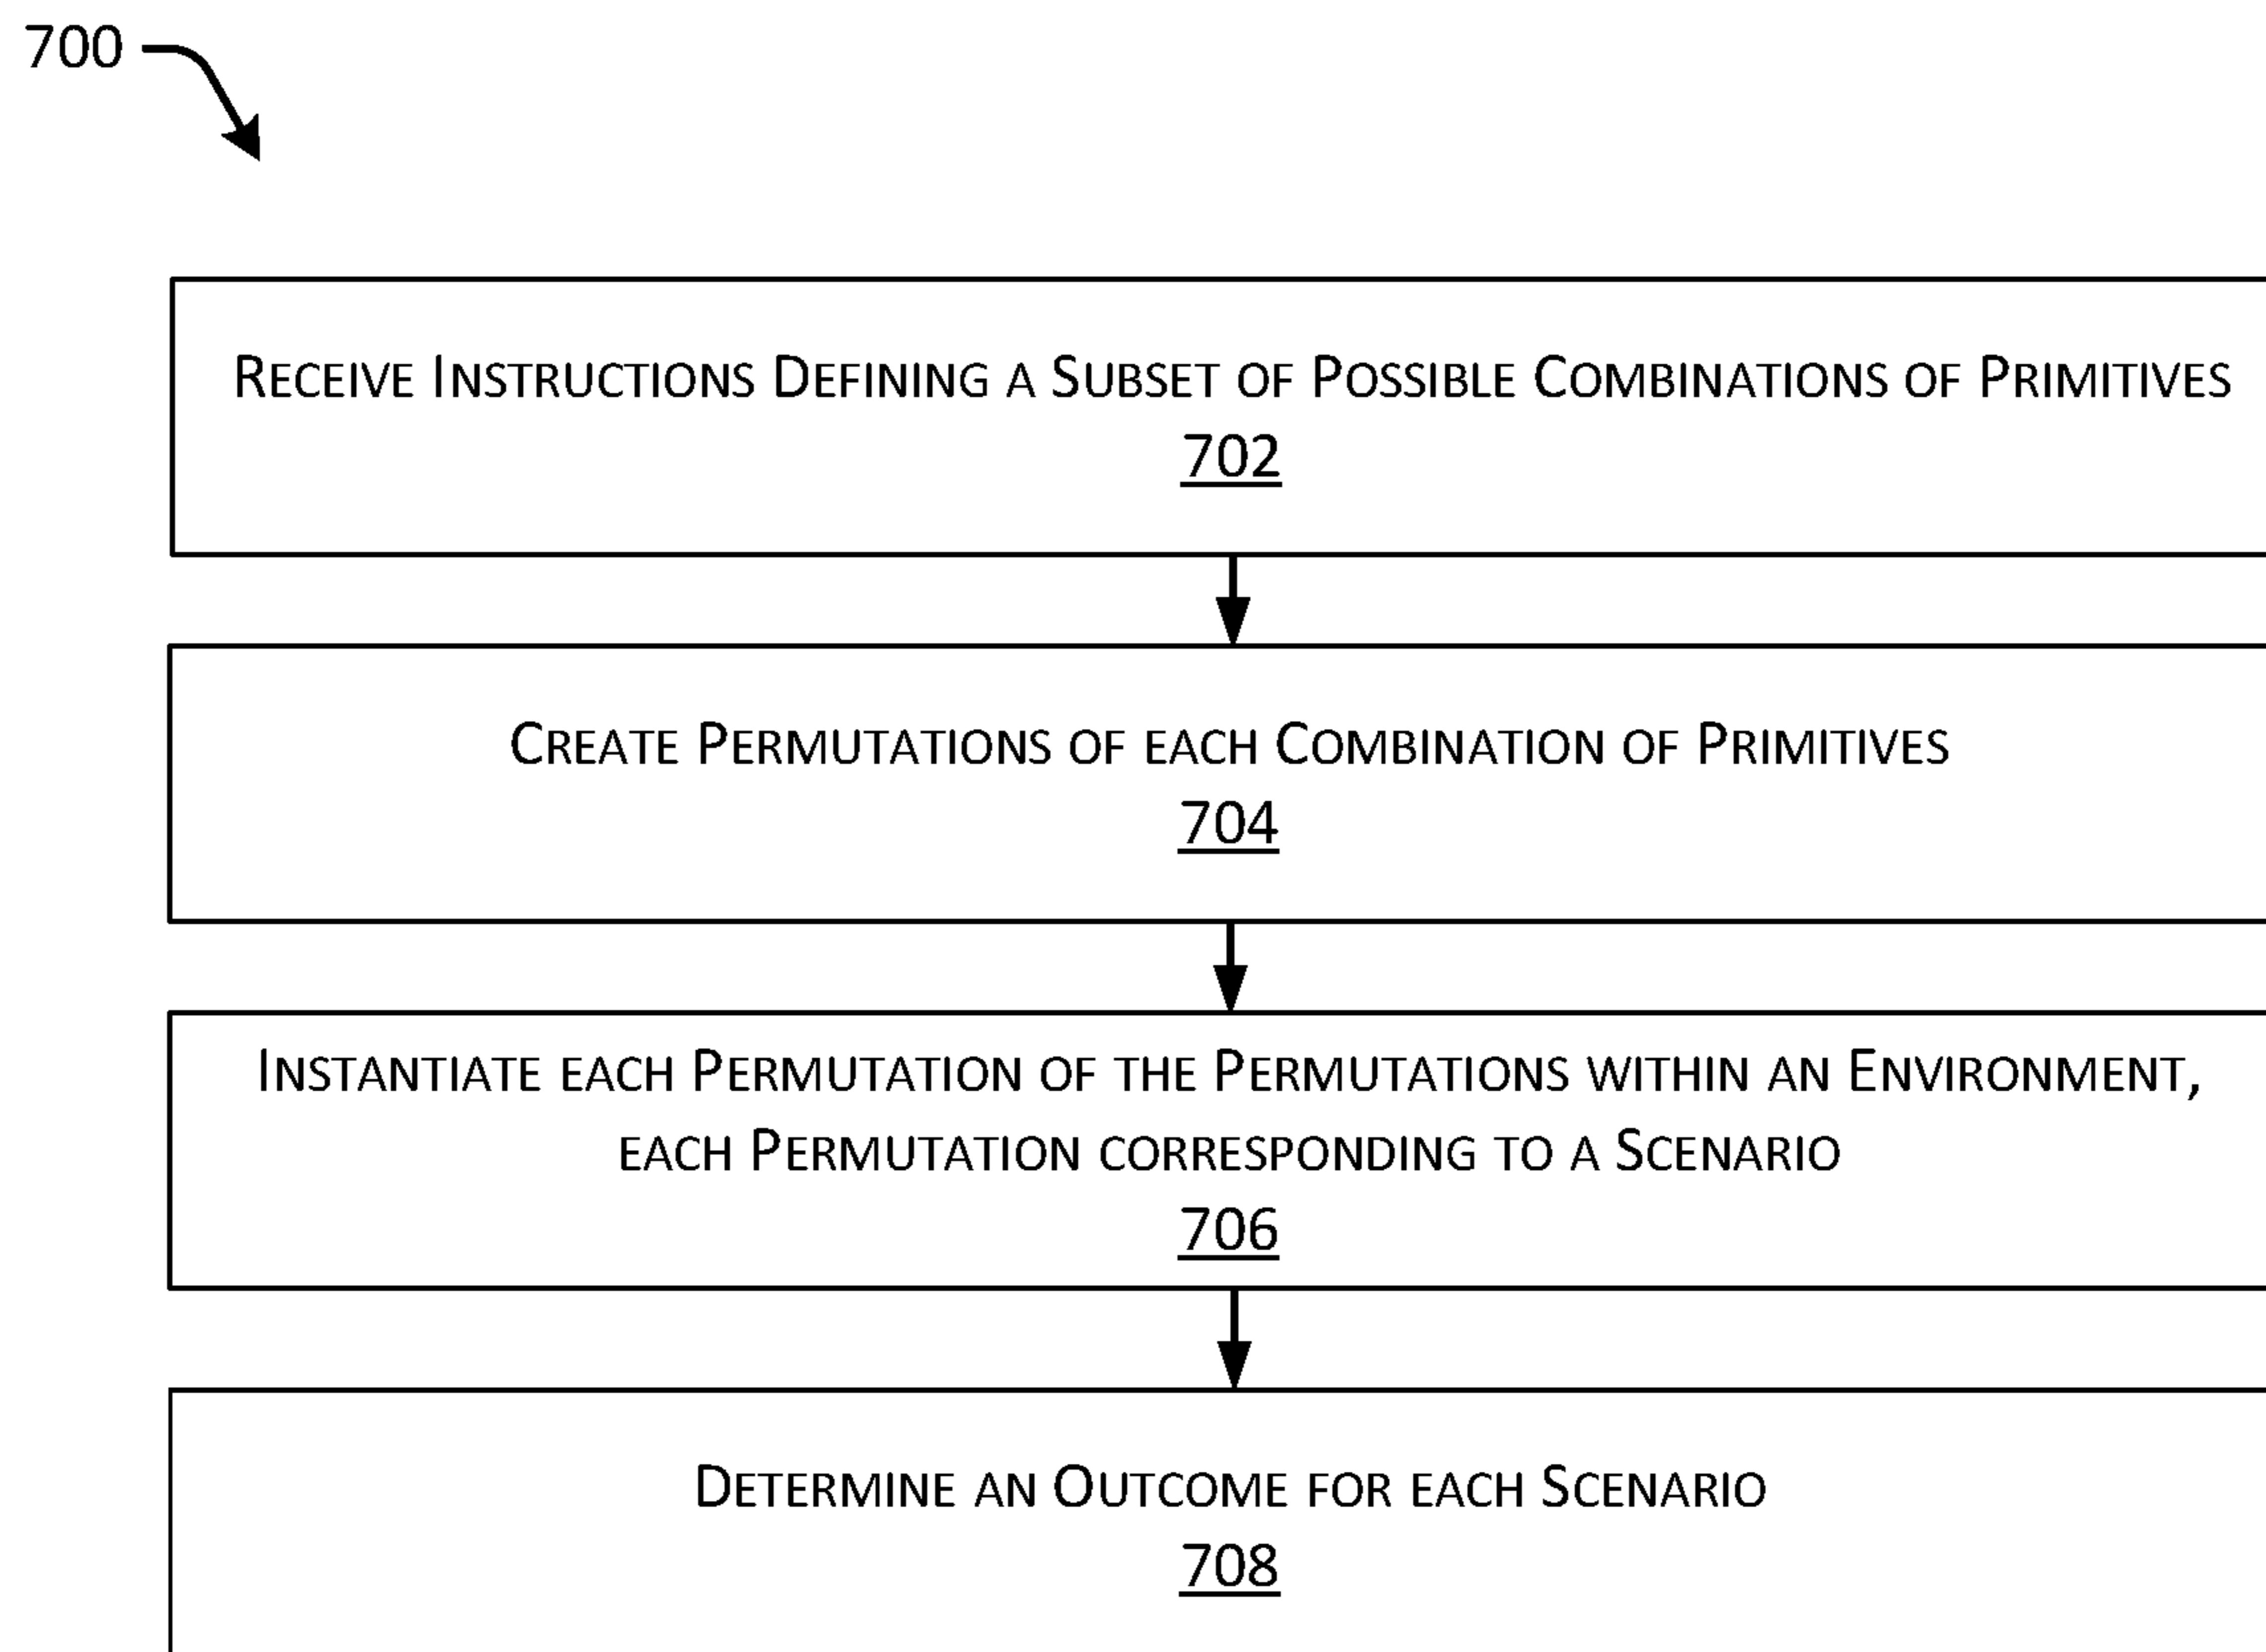 700
Receive Instructions Defining a Subset of Possible Combinations of Primitives
702
Create Permutations of each Combination of Primitives
704
Instantiate each Permutation of the Permutations within an Environment,
each Permutation corresponding to a Scenario
706
Determine an Outcome for each Scenario
708